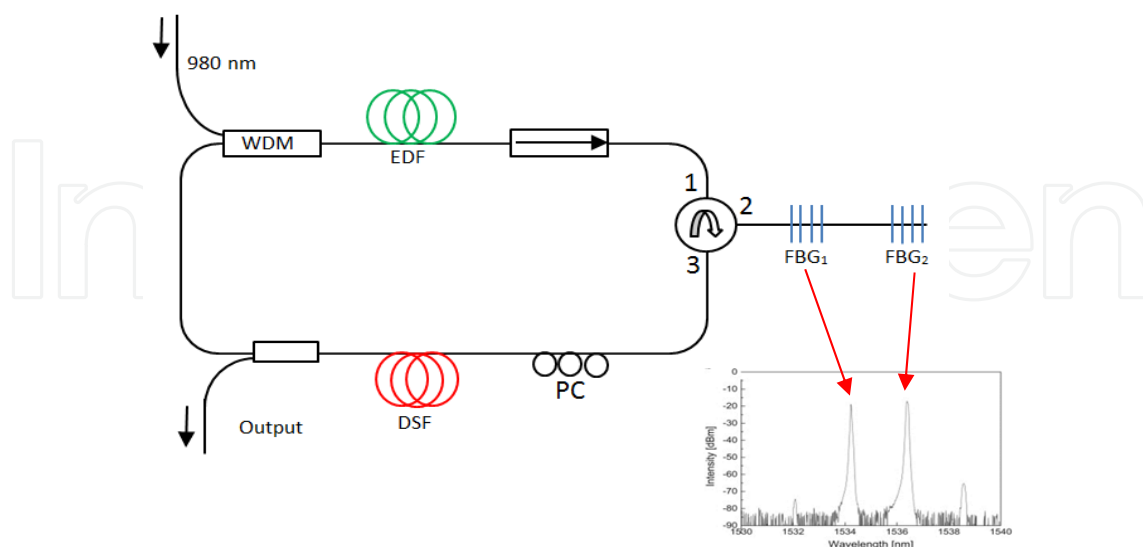 980 nm
WDM
EDF
1
2
3
FBG₁
FBG₂
PC
DSF
Output
Intensity [dBm]
0
-10
-20
-30
-40
-50
-60
-70
-80
-90
1530
1532
1534
1536
1538
1540
Wavelength [nm]